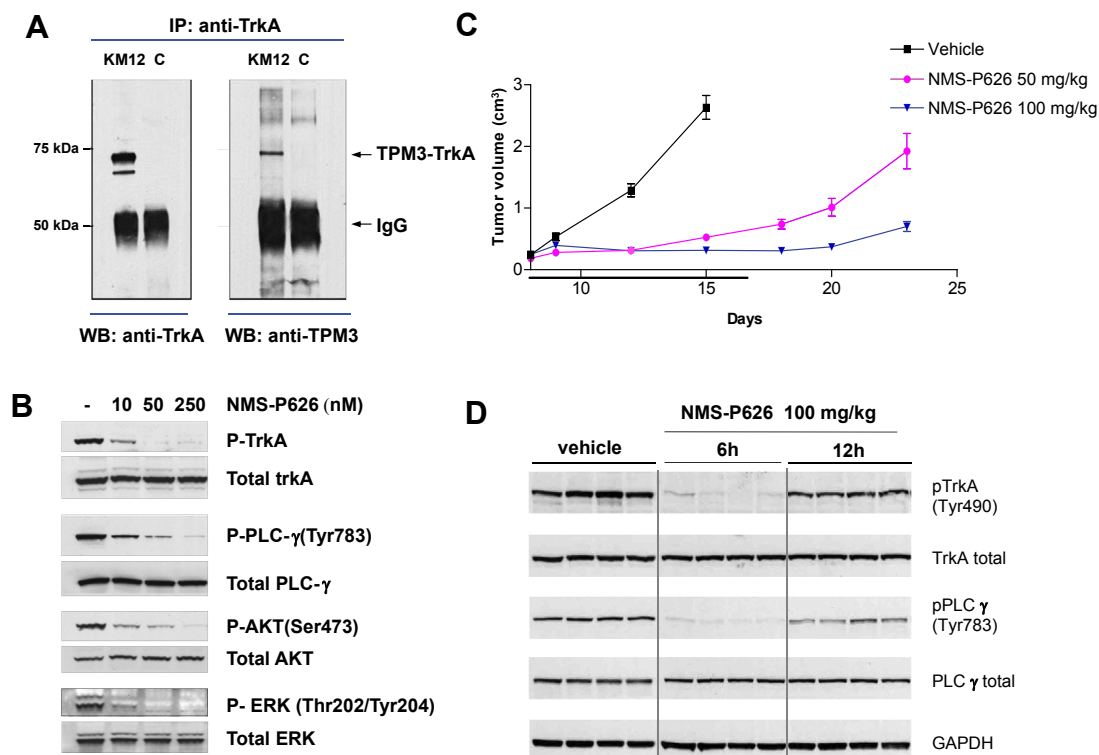 A
IP: anti-TrkA
KM12 C
KM12 C
75 kDa
50 kDa
TPM3-TrkA
IgG
WB: anti-TrkA
WB: anti-TPM3
C
Vehicle
NMS-P626 50 mg/kg
NMS-P626 100 mg/kg
Tumor volume (cm³)
3
2
1
0
10
15
20
25
Days
B
- 10 50 250 NMS-P626 (nM)
P-TrkA
Total trkA
P-PLC-γ(Tyr783)
Total PLC-γ
P-AKT(Ser473)
Total AKT
P- ERK (Thr202/Tyr204)
Total ERK
D
NMS-P626 100 mg/kg
vehicle
6h
12h
pTrkA
(Tyr490)
TrkA total
pPLC γ
(Tyr783)
PLC γ total
GAPDH